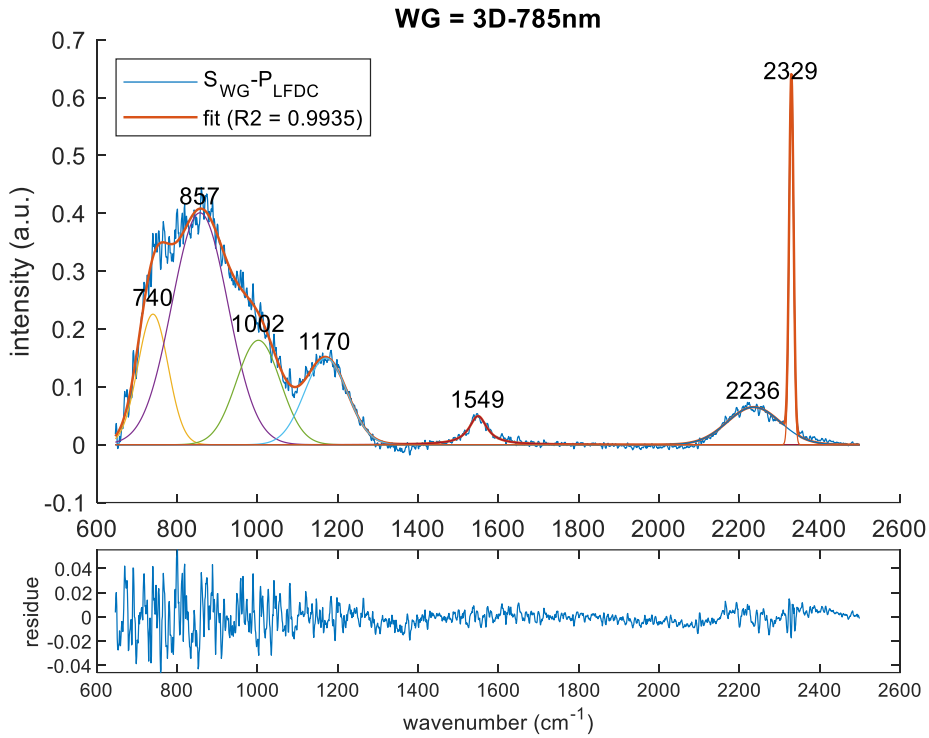 WG = 3D-785nm
0.7
0.6
0.5
0.4
0.3
0.2
0.1
0
-0.1
intensity (a.u.)
S_WG-P_LFDC
fit (R2 = 0.9935)
740
857
1002
1170
1549
2236
2329
600 800 1000 1200 1400 1600 1800 2000 2200 2400 2600
0.04
0.02
0
-0.02
-0.04
residue
600 800 1000 1200 1400 1600 1800 2000 2200 2400 2600
wavenumber (cm⁻¹)